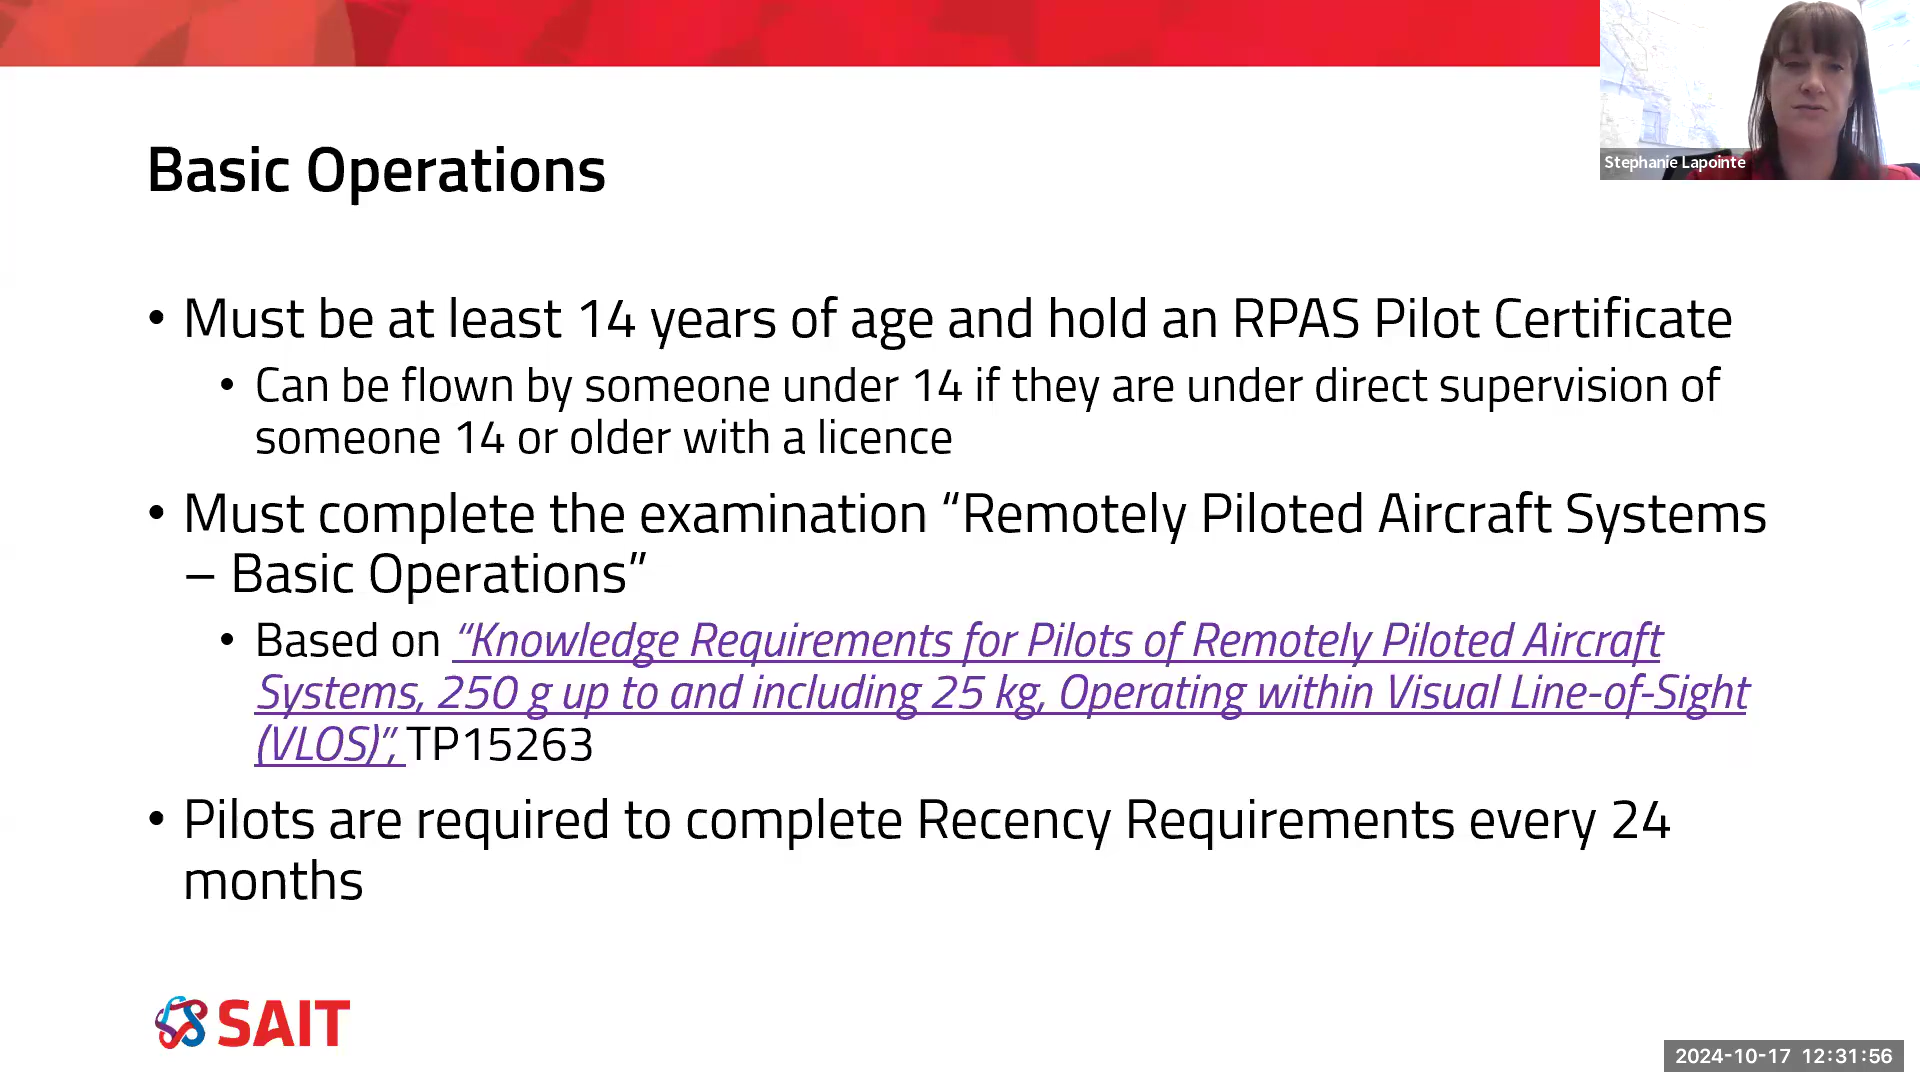 Stephanie Lapointe
Basic Operations
• Must be at least 14 years of age and hold an RPAS Pilot Certificate
• Can be flown by someone under 14 if they are under direct supervision of
someone 14 or older with a licence
• Must complete the examination “Remotely Piloted Aircraft Systems
– Basic Operations”
• Based on “Knowledge Requirements for Pilots of Remotely Piloted Aircraft
Systems, 250 g up to and including 25 kg, Operating within Visual Line-of-Sight
(VLOS)”, TP15263
• Pilots are required to complete Recency Requirements every 24
months
SAIT
2024-10-17 12:31:56